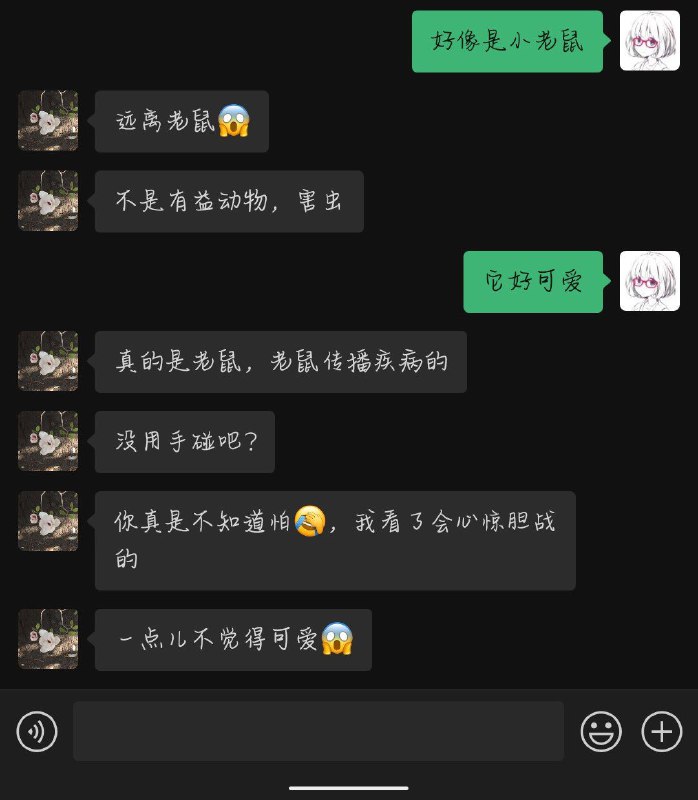 好像是小老鼠
远离老鼠😱
不是有益动物，害虫
它好可爱
真的是老鼠，老鼠传播疾病的
没用手碰吧？
你真是不知道怕🤣，我看了会心惊胆战
的
一点儿不觉得可爱😱